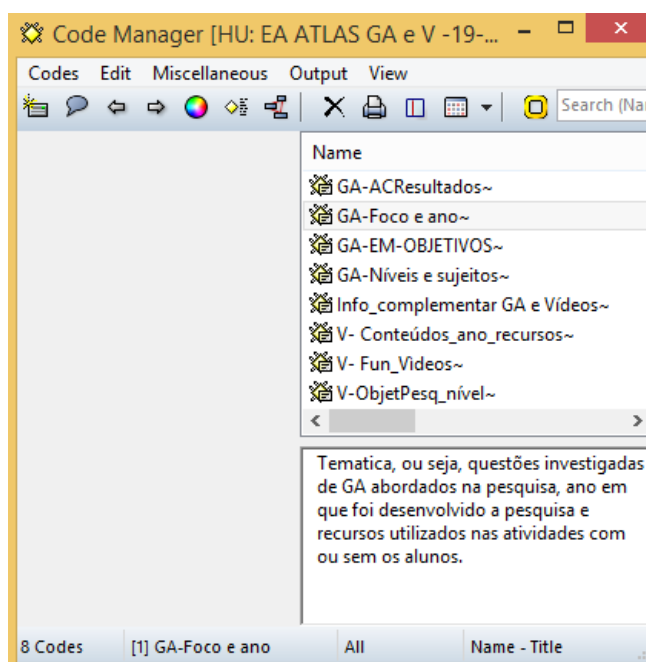 Code Manager [HU: EA ATLAS GA e V -19-...
Codes Edit Miscellaneous Output View
Search (Na
Name
GA-ACResultados~
GA-Foco e ano~
GA-EM-OBJETIVOS~
GA-Níveis e sujeitos~
Info_complementar GA e Vídeos~
V- Conteúdos_ano_recursos~
V- Fun_Videos~
V-ObjetPesq_nível~
Tematica, ou seja, questões investigadas
de GA abordados na pesquisa, ano em
que foi desenvolvido a pesquisa e
recursos utilizados nas atividades com
ou sem os alunos.
8 Codes [1] GA-Foco e ano All Name - Title